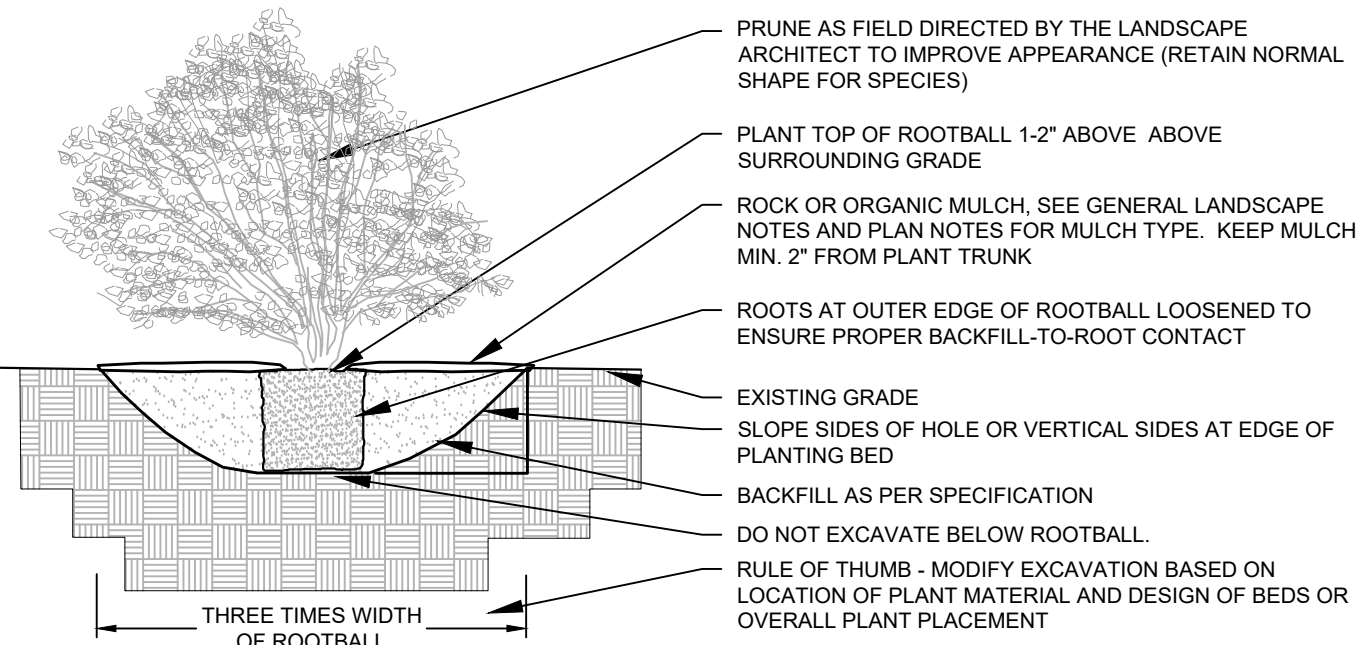 PRUNE AS FIELD DIRECTED BY THE LANDSCAPE
ARCHITECT TO IMPROVE APPEARANCE (RETAIN NORMAL
SHAPE FOR SPECIES)
PLANT TOP OF ROOTBALL 1-2" ABOVE ABOVE
SURROUNDING GRADE
ROCK OR ORGANIC MULCH, SEE GENERAL LANDSCAPE
NOTES AND PLAN NOTES FOR MULCH TYPE. KEEP MULCH
MIN. 2" FROM PLANT TRUNK
ROOTS AT OUTER EDGE OF ROOTBALL LOOSENED TO
ENSURE PROPER BACKFILL-TO-ROOT CONTACT
EXISTING GRADE
SLOPE SIDES OF HOLE OR VERTICAL SIDES AT EDGE OF
PLANTING BED
BACKFILL AS PER SPECIFICATION
DO NOT EXCAVATE BELOW ROOTBALL.
RULE OF THUMB - MODIFY EXCAVATION BASED ON
LOCATION OF PLANT MATERIAL AND DESIGN OF BEDS OR
OVERALL PLANT PLACEMENT
THREE TIMES WIDTH
OF ROOTBALL